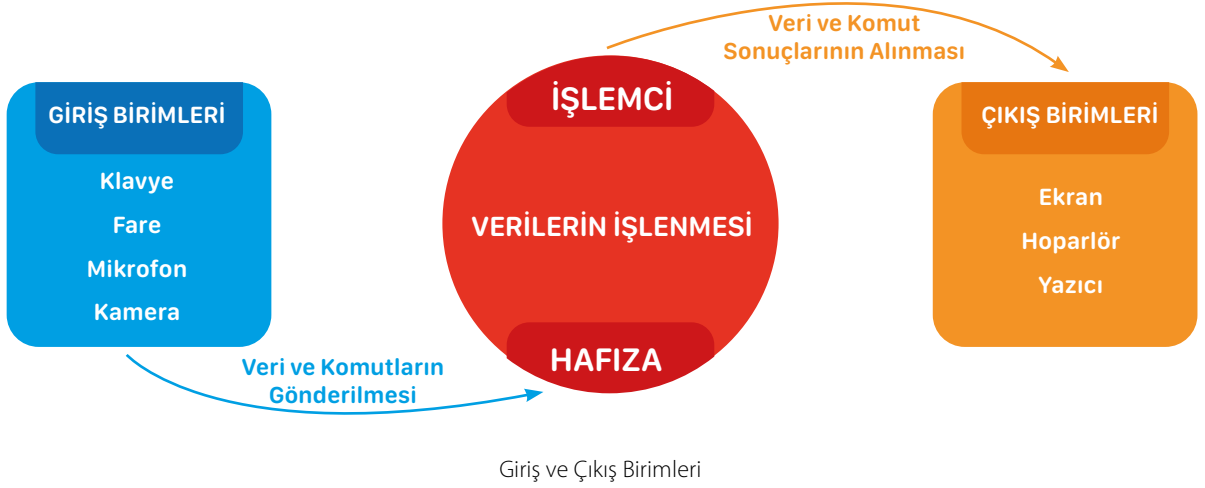 GİRİŞ BİRİMLERİ
Klavye
Fare
Mikrofon
Kamera
Veri ve Komutların
Gönderilmesi
İŞLEMCİ
VERİLERİN İŞLENMESİ
HAFIZA
Veri ve Komut
Sonuçlarının Alınması
ÇIKIŞ BİRİMLERİ
Ekran
Hoparlör
Yazıcı
Giriş ve Çıkış Birimleri